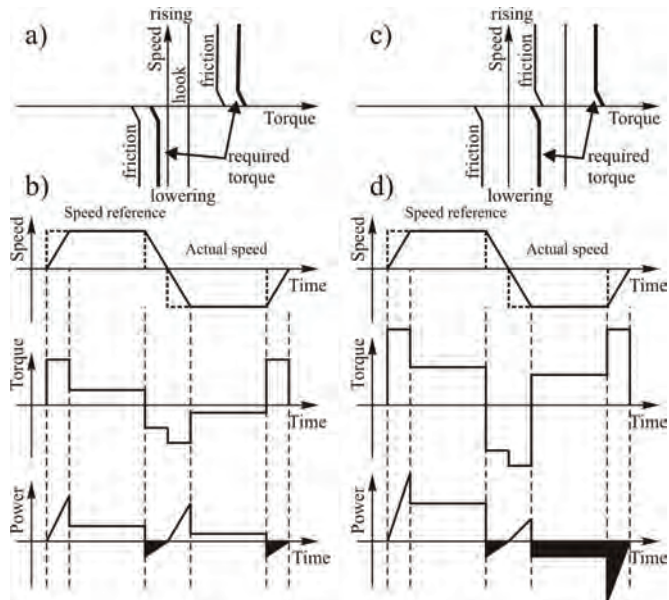 a)
rising
Speed
hook
friction
Torque
friction
required
torque
lowering
b)
Speed reference
Speed
Actual speed
Time
Torque
Time
Power
Time
c)
rising
Speed
friction
Torque
friction
required
torque
lowering
d)
Speed reference
Speed
Actual speed
Time
Torque
Time
Power
Time